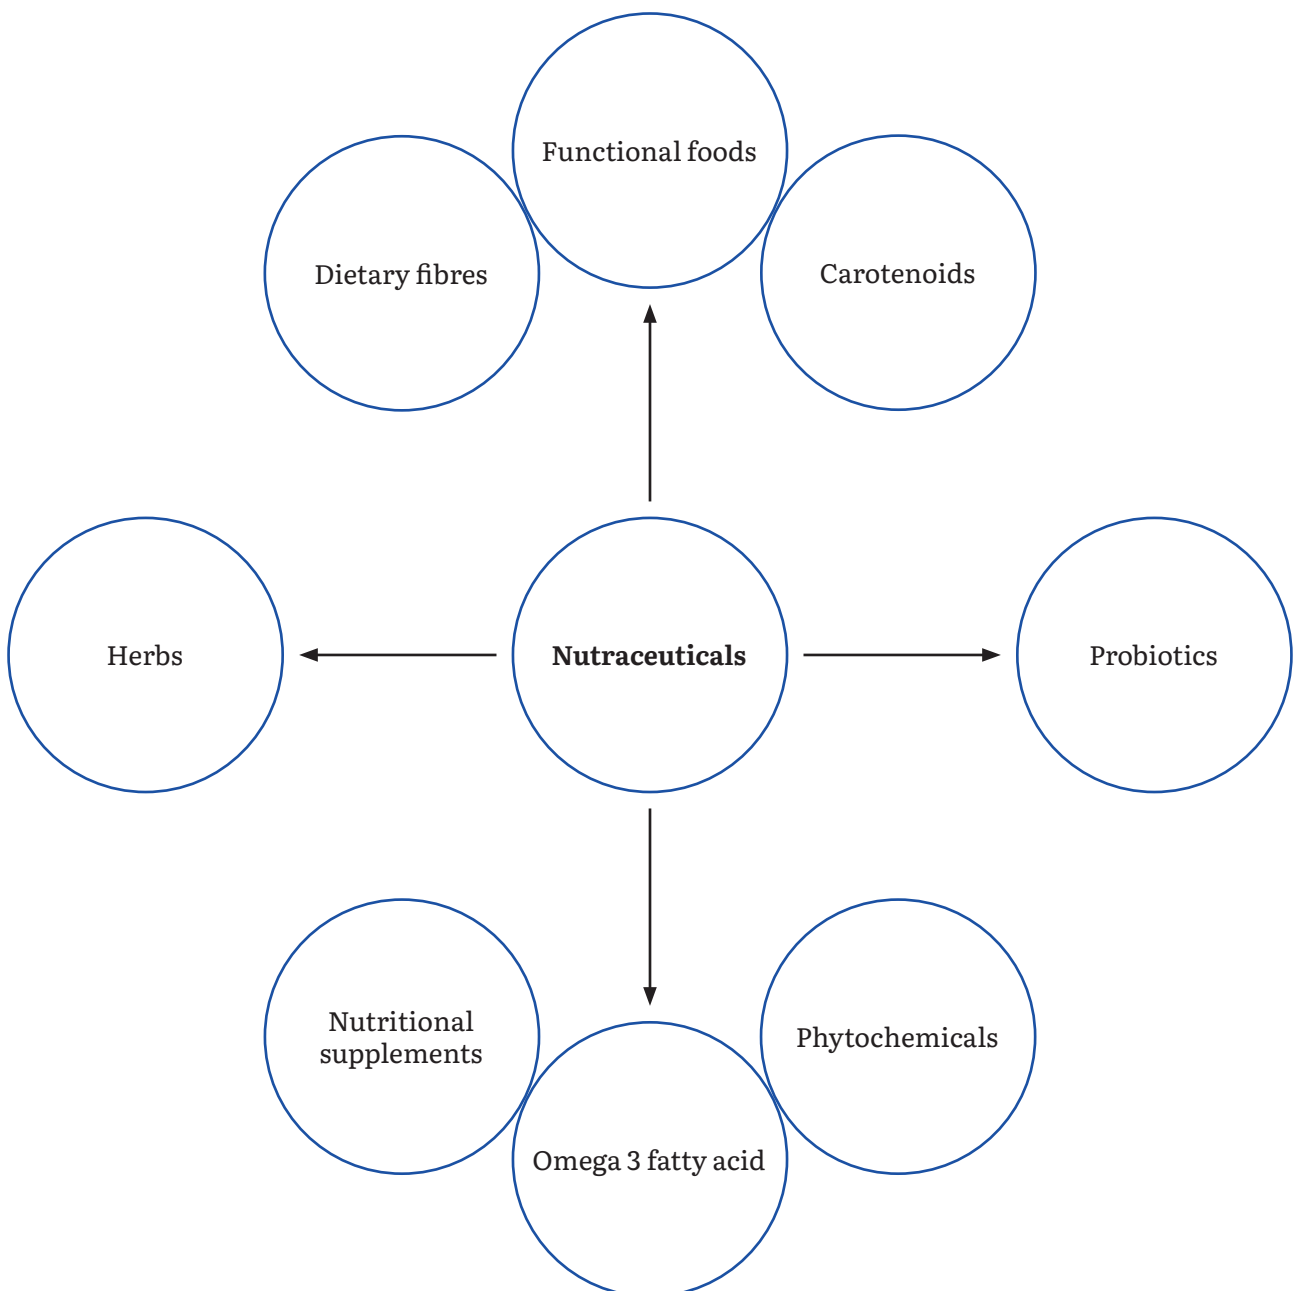 Functional foods
Dietary fibres
Carotenoids
Herbs
Nutraceuticals
Probiotics
Nutritional
supplements
Phytochemicals
Omega 3 fatty acid